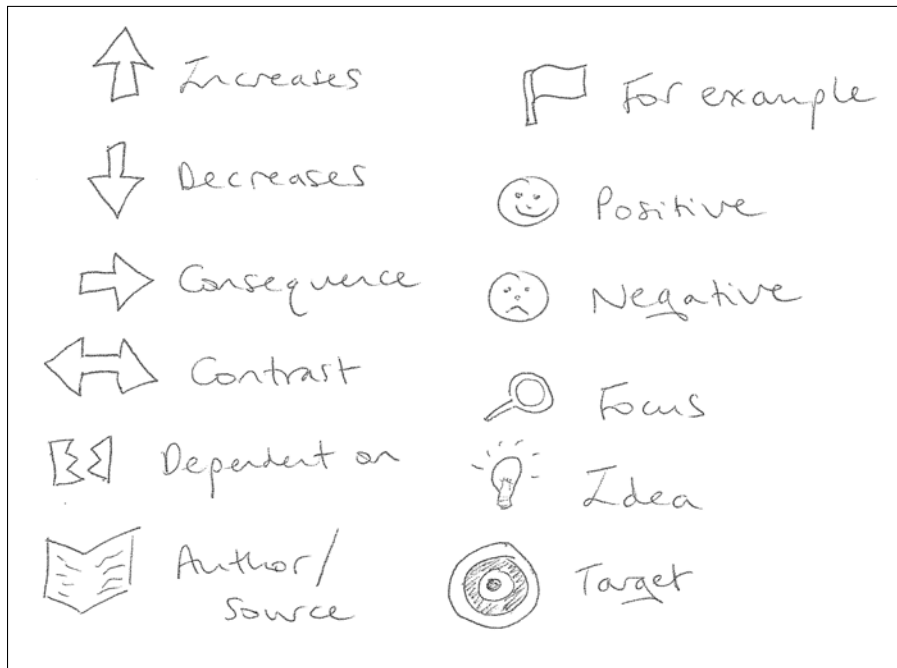 Increases
Decreases
Consequence
Contrast
Dependent on
Author/
source
For example
Positive
Negative
Focus
Idea
Target